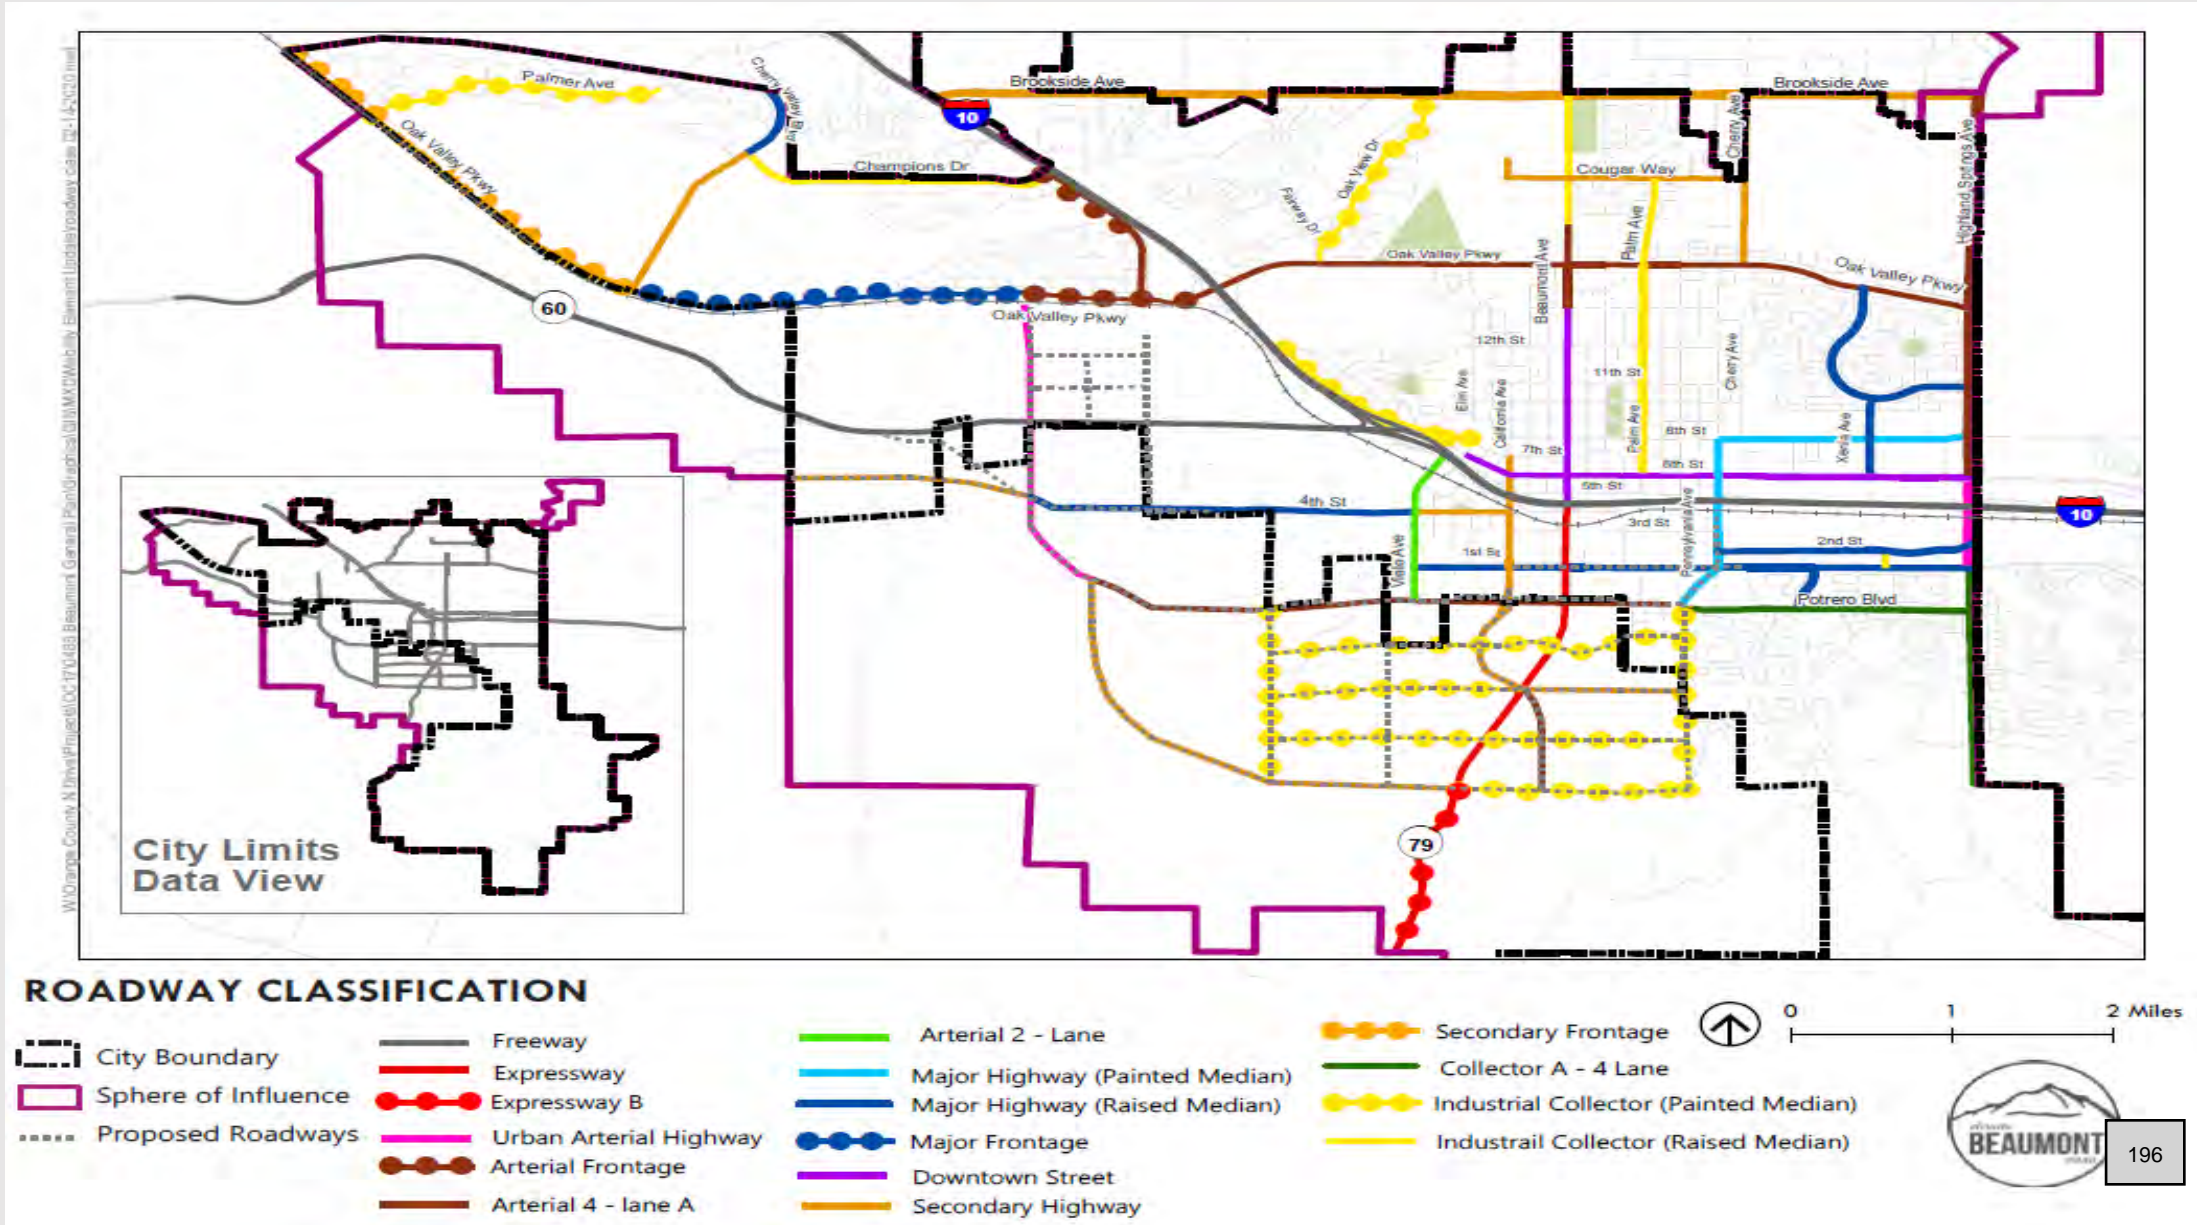 Palmer Ave
Cherry Valley Blvd
Brookside Ave
Brookside Ave
10
Oak Valley Pkwy
Champions Dr
Oak View Dr
Fairway Dr
Cougar Way
Cherry Ave
Highland Springs Ave
Palm Ave
Oak Valley Pkwy
Beaumont Ave
Oak Valley Pkwy
60
Oak Valley Pkwy
12th St
11th St
Cherry Ave
Elm Ave
California Ave
Palm Ave
8th St
Xenia Ave
7th St
6th St
5th St
4th St
3rd St
Pennsylvania Ave
10
2nd St
1st St
Viele Ave
Potrero Blvd
79
City Limits
Data View
ROADWAY CLASSIFICATION
City Boundary
Sphere of Influence
Proposed Roadways
Freeway
Expressway
Expressway B
Urban Arterial Highway
Arterial Frontage
Arterial 4 - lane A
Arterial 2 - Lane
Major Highway (Painted Median)
Major Highway (Raised Median)
Major Frontage
Downtown Street
Secondary Highway
Secondary Frontage
Collector A - 4 Lane
Industrial Collector (Painted Median)
Industrail Collector (Raised Median)
0 1 2 Miles
BEAUMONT
196